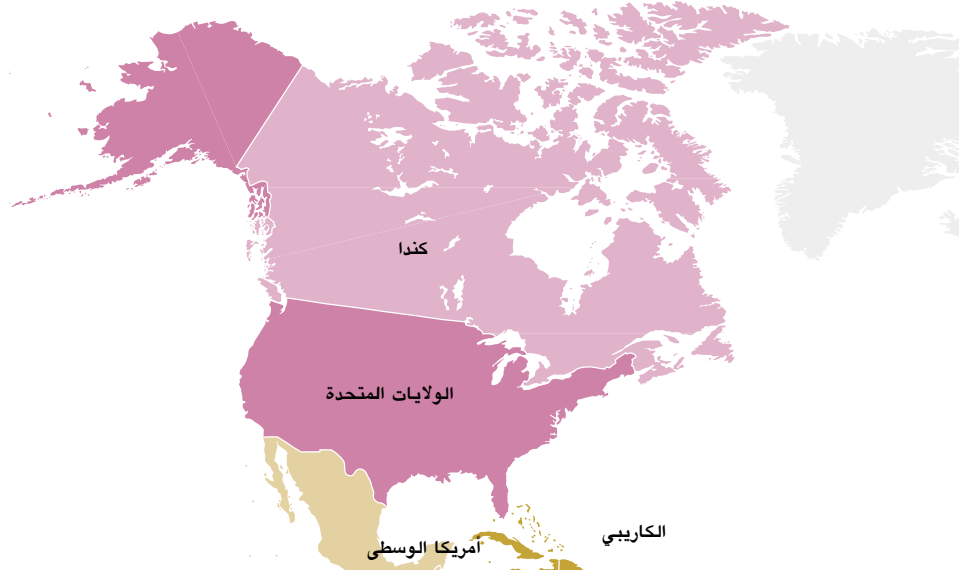 كندا
الولايات المتحدة
الكاريبي
أمريكا الوسطى